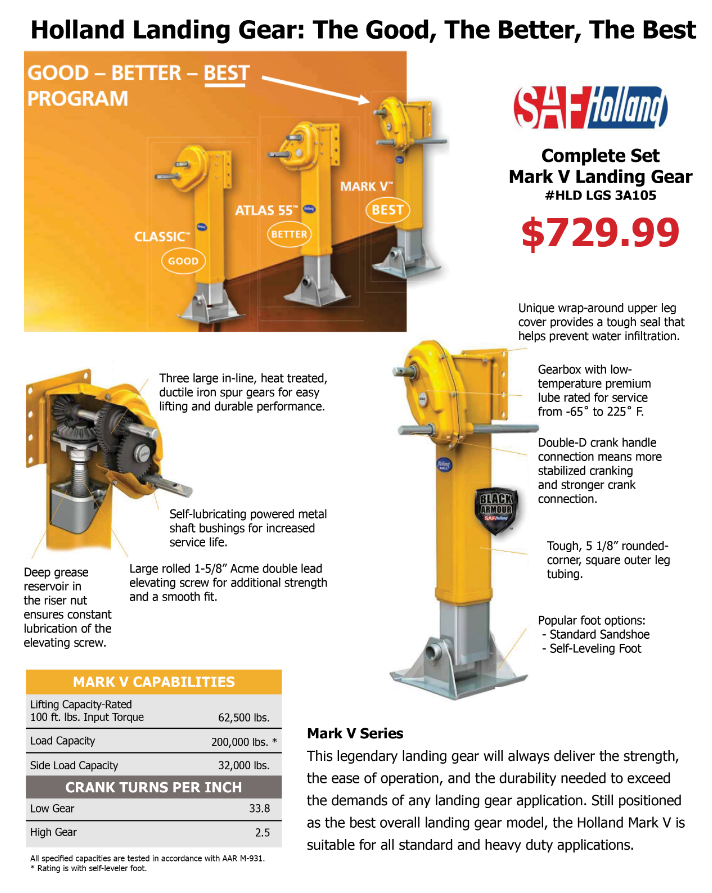 Holland Landing Gear: The Good, The Better, The Best
GOOD – BETTER – BEST
PROGRAM
CLASSIC™
GOOD
ATLAS 55™
BETTER
MARK V™
BEST
SAF Holland
Complete Set
Mark V Landing Gear
#HLD LGS 3A105
$729.99
Unique wrap-around upper leg
cover provides a tough seal that
helps prevent water infiltration.
Gearbox with low-
temperature premium
lube rated for service
from -65˚ to 225˚ F.
Double-D crank handle
connection means more
stabilized cranking
and stronger crank
connection.
BLACK
ARMOUR
SAF Holland
Tough, 5 1/8” rounded-
corner, square outer leg
tubing.
Popular foot options:
- Standard Sandshoe
- Self-Leveling Foot
Three large in-line, heat treated,
ductile iron spur gears for easy
lifting and durable performance.
Self-lubricating powered metal
shaft bushings for increased
service life.
Large rolled 1-5/8” Acme double lead
elevating screw for additional strength
and a smooth fit.
Deep grease
reservoir in
the riser nut
ensures constant
lubrication of the
elevating screw.
MARK V CAPABILITIES
Lifting Capacity-Rated
100 ft. lbs. Input Torque 62,500 lbs.
Load Capacity 200,000 lbs. *
Side Load Capacity 32,000 lbs.
CRANK TURNS PER INCH
Low Gear 33.8
High Gear 2.5
All specified capacities are tested in accordance with AAR M-931.
* Rating is with self-leveler foot.
Mark V Series
This legendary landing gear will always deliver the strength,
the ease of operation, and the durability needed to exceed
the demands of any landing gear application. Still positioned
as the best overall landing gear model, the Holland Mark V is
suitable for all standard and heavy duty applications.